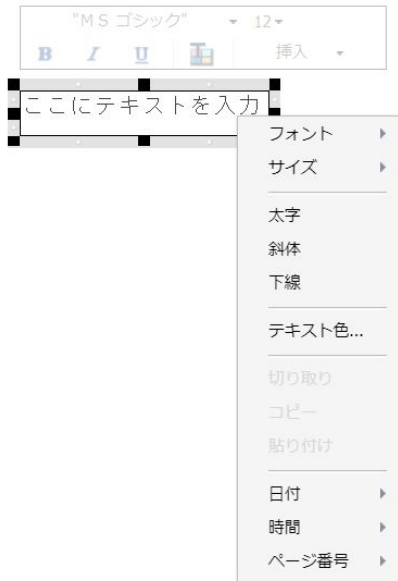 "ＭＳ ゴシック" 12
B I U 挿入
ここにテキストを入力
フォント
サイズ
太字
斜体
下線
テキスト色...
切り取り
コピー
貼り付け
日付
時間
ページ番号